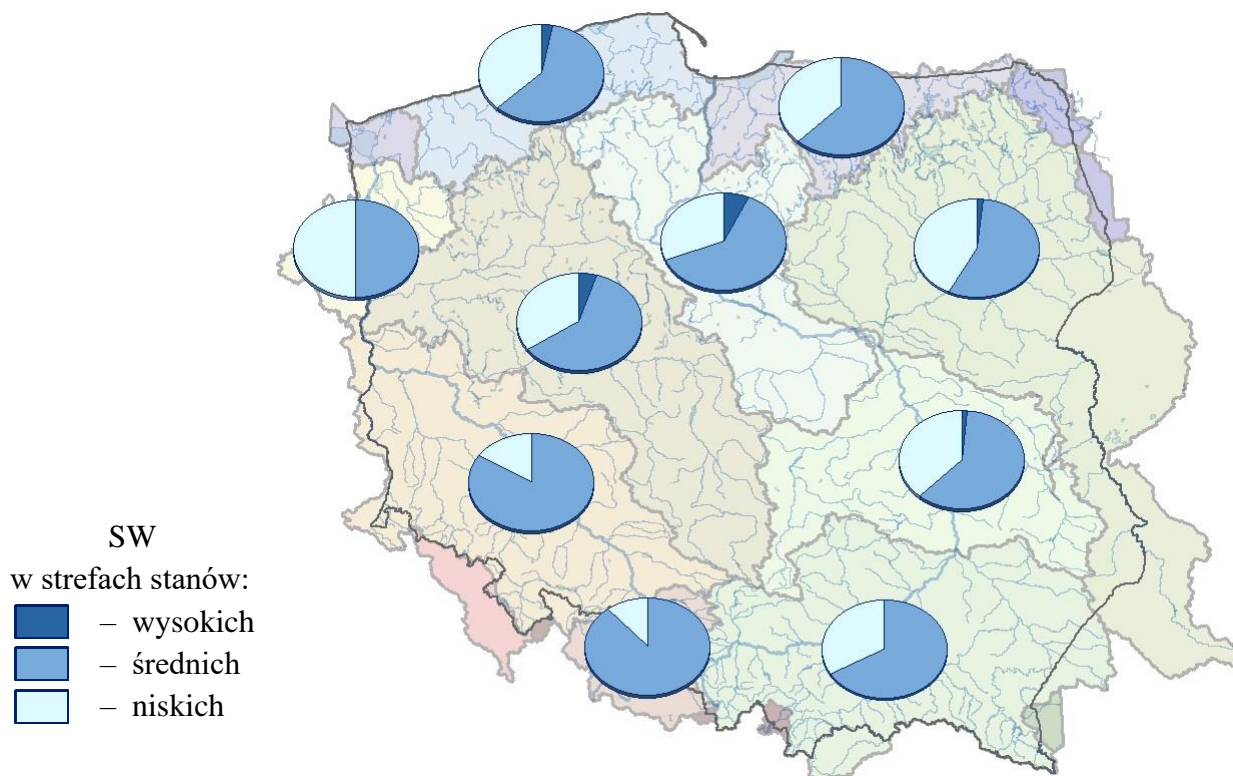 SW
w strefach stanów:
– wysokich
– średnich
– niskich